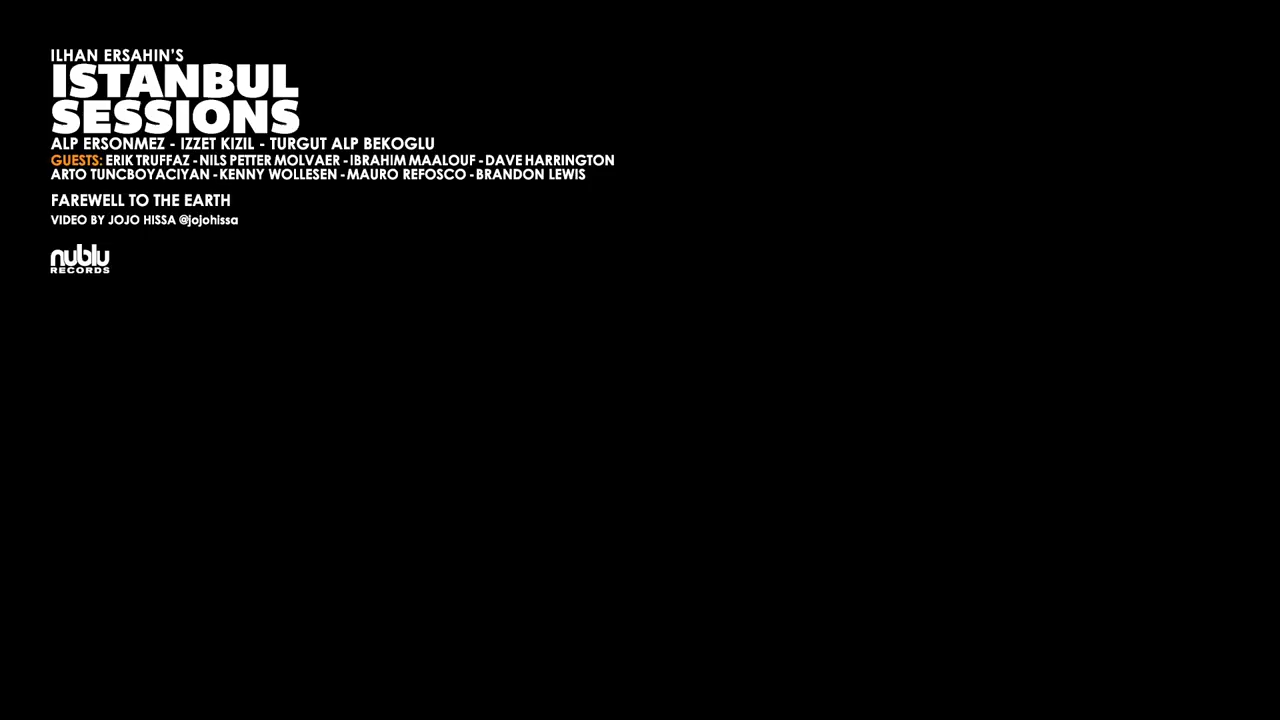 ILHAN ERSAHIN'S
ISTANBUL
SESSIONS
ALP ERSONMEZ - IZZET KIZIL - TURGUT ALP BEKOGLU
GUESTS: ERIK TRUFFAZ - NILS PETTER MOLVAER - IBRAHIM MAALOUF - DAVE HARRINGTON
ARTO TUNCBOYACIYAN - KENNY WOLLESEN - MAURO REFOSCO - BRANDON LEWIS
FAREWELL TO THE EARTH
VIDEO BY JOJO HISSA @jojohissa
nublu
RECORDS